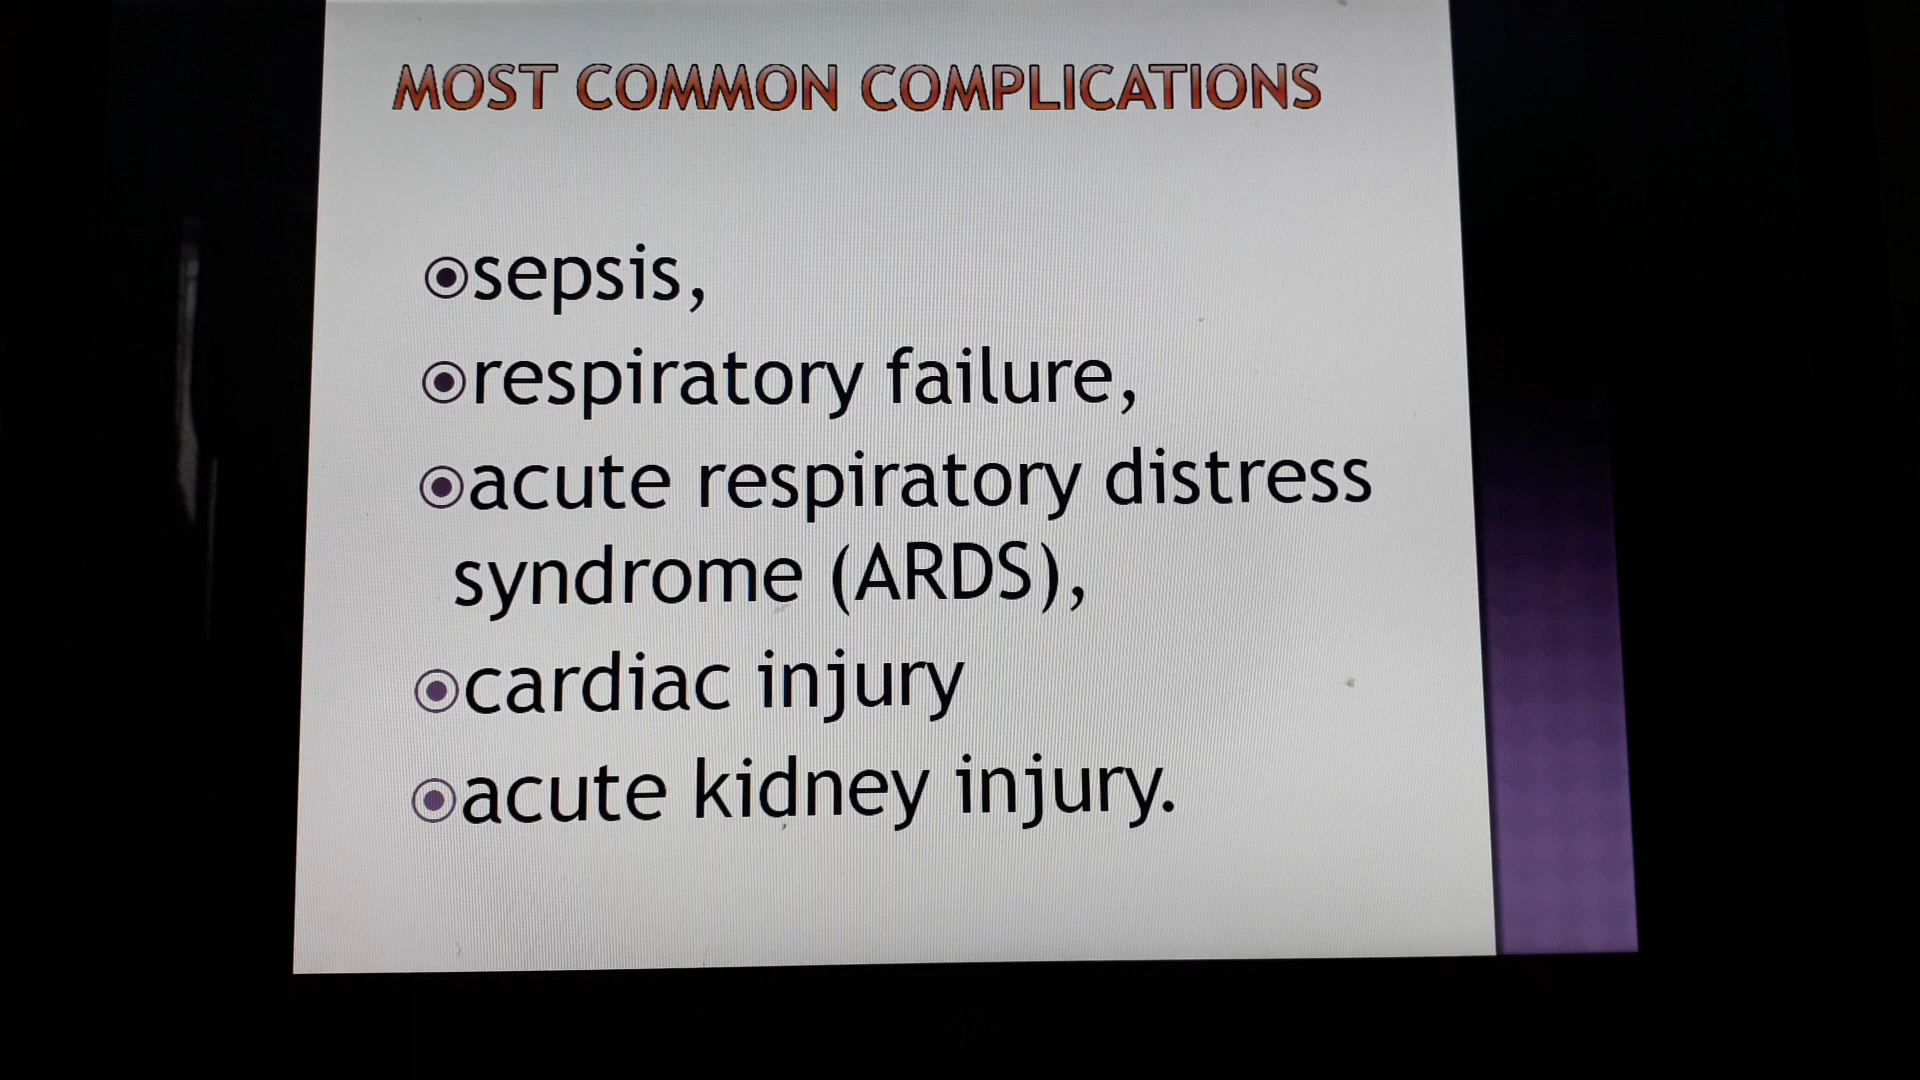 MOST COMMON COMPLICATIONS
sepsis,
respiratory failure,
acute respiratory distress
syndrome (ARDS),
cardiac injury
acute kidney injury.